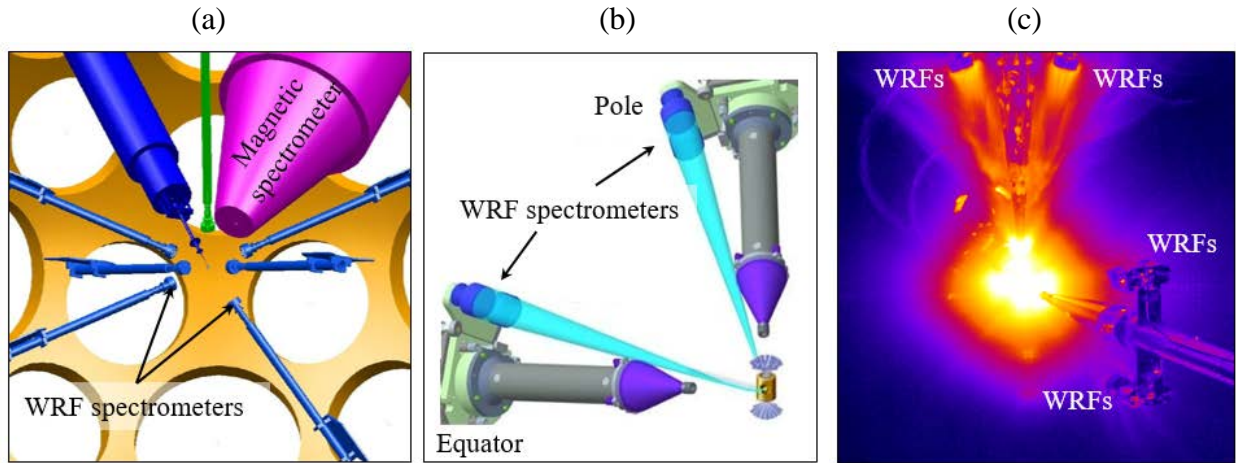 (a)
(b)
(c)
Magnetic
spectrometer
WRF spectrometers
Pole
WRF spectrometers
Equator
WRFs
WRFs
WRFs
WRFs